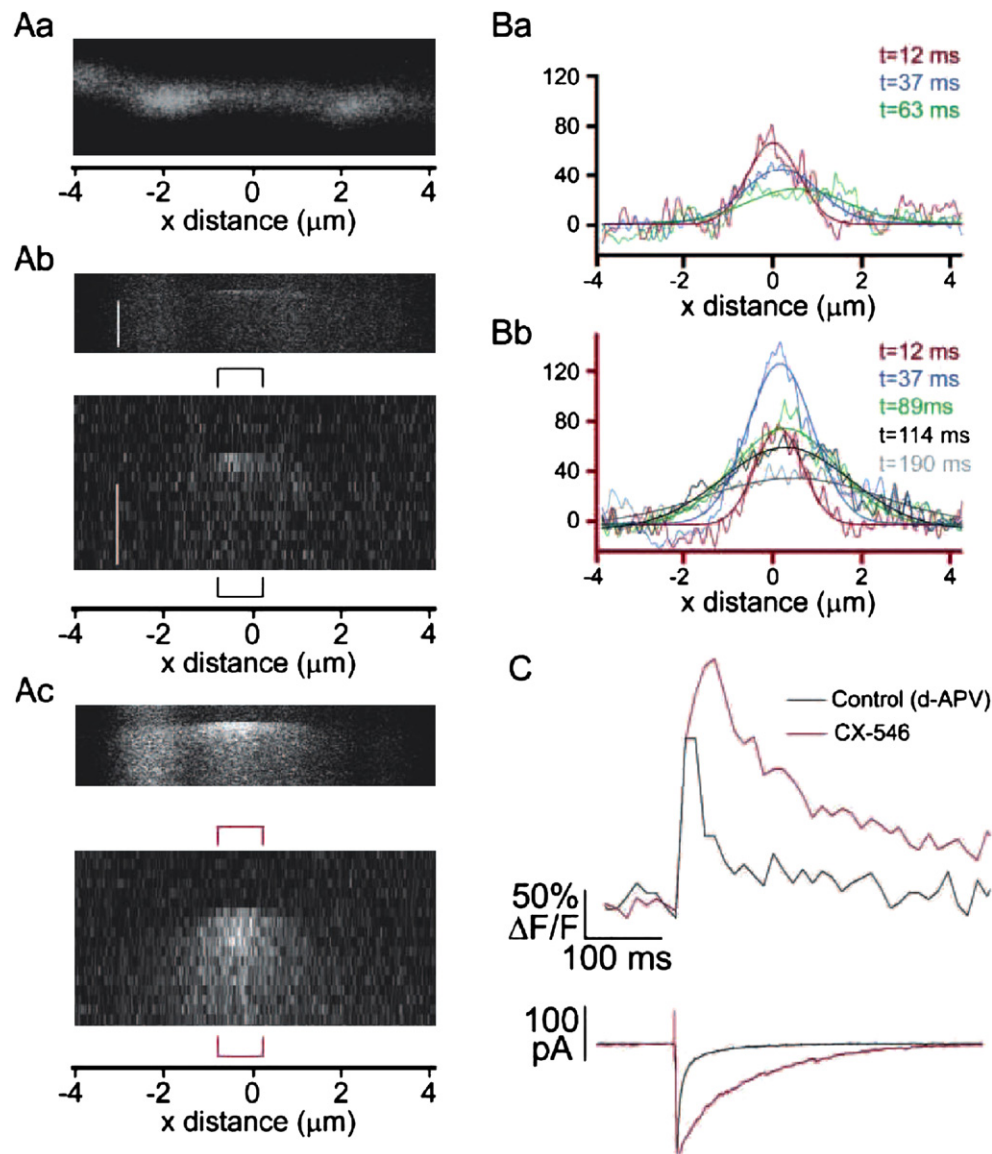 Aa
-4 -2 0 2 4
x distance (μm)
Ab
-4 -2 0 2 4
x distance (μm)
Ac
-4 -2 0 2 4
x distance (μm)
Ba
t=12 ms
t=37 ms
t=63 ms
120
80
40
0
-4 -2 0 2 4
x distance (μm)
Bb
t=12 ms
t=37 ms
t=89ms
t=114 ms
t=190 ms
120
80
40
0
-4 -2 0 2 4
x distance (μm)
C
Control (d-APV)
CX-546
50%
ΔF/F
100 ms
100
pA